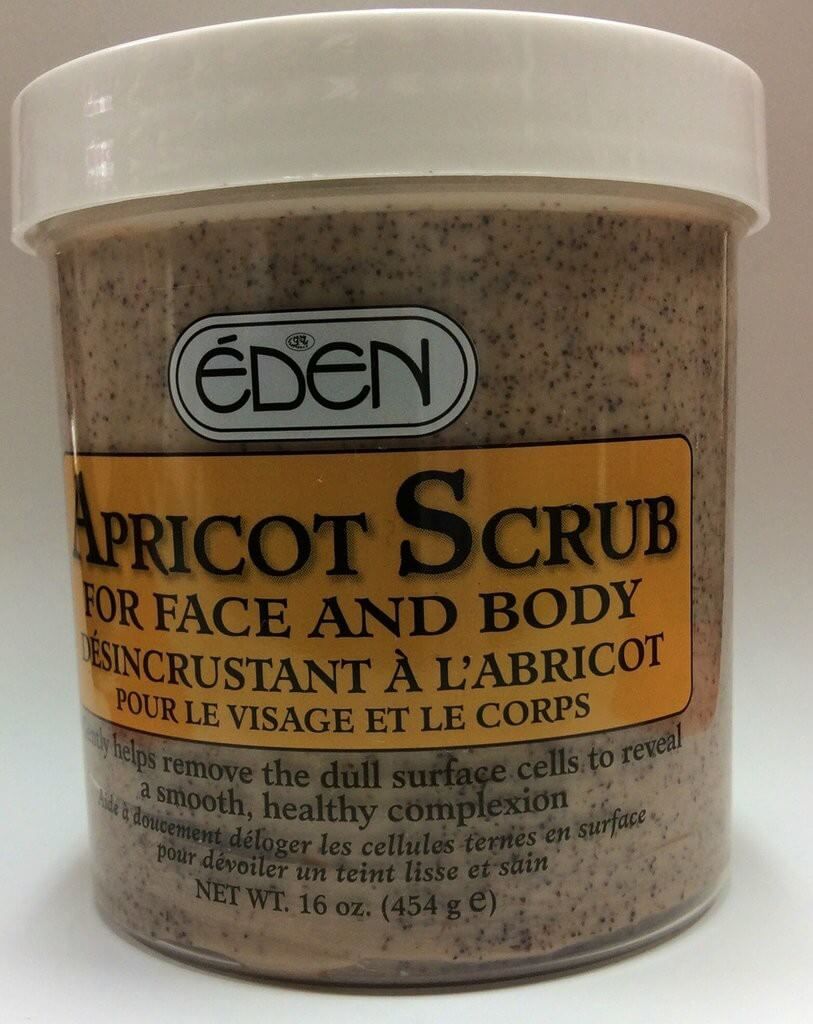 ÉDEN
APRICOT SCRUB
FOR FACE AND BODY
DÉSINCRUSTANT À L'ABRICOT
POUR LE VISAGE ET LE CORPS
helps remove the dull surface cells to reveal
a smooth, healthy complexion
Aide à doucement déloger les cellules ternes en surface
pour dévoiler un teint lisse et sain
NET WT. 16 oz. (454 g e)